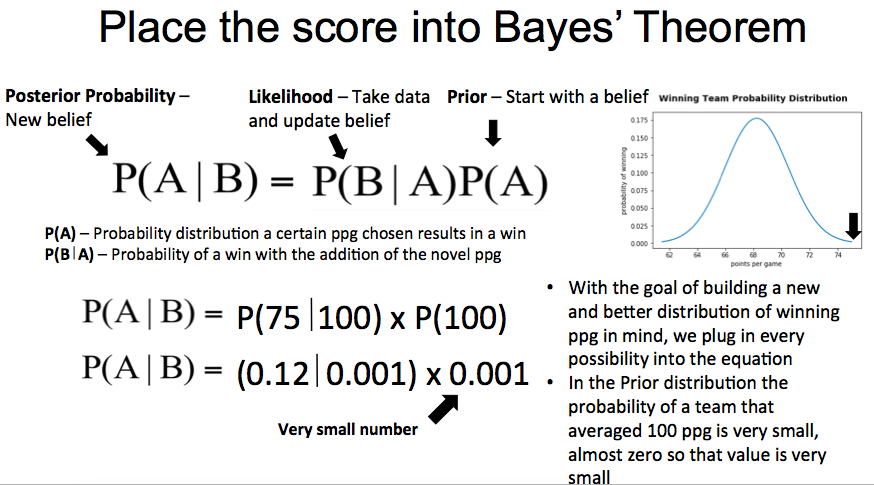 Place the score into Bayes’ Theorem
Posterior Probability –
New belief
Likelihood – Take data
and update belief
Prior – Start with a belief
P(A | B) = P(B | A)P(A)
P(A) – Probability distribution a certain ppg chosen results in a win
P(B|A) – Probability of a win with the addition of the novel ppg
P(A | B) = P(75 | 100) x P(100)
P(A | B) = (0.12 | 0.001) x 0.001
Very small number
Winning Team Probability Distribution
probability of winning
0.175
0.150
0.125
0.100
0.075
0.050
0.025
0.000
62 64 66 68 70 72 74
points per game
• With the goal of building a new
and better distribution of winning
ppg in mind, we plug in every
possibility into the equation
• In the Prior distribution the
probability of a team that
averaged 100 ppg is very small,
almost zero so that value is very
small